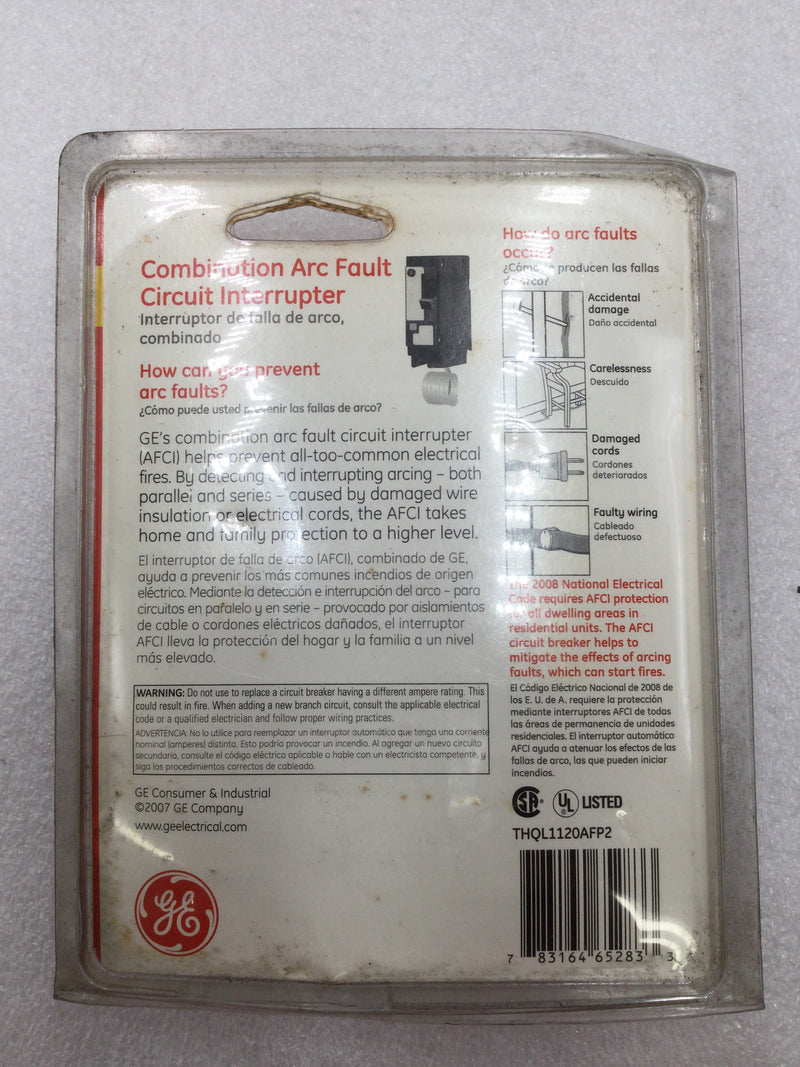 Combination Arc Fault
Circuit Interrupter
Interruptor de falla de arco,
combinado
How can you prevent
arc faults?
¿Cómo puede usted prevenir las fallas de arco?
GE's combination arc fault circuit interrupter
(AFCI) helps prevent all-too-common electrical
fires. By detecting and interrupting arcing – both
parallel and series – caused by damaged wire
insulation or electrical cords, the AFCI takes
home and family protection to a higher level.
El interruptor de falla de arco (AFCI), combinado de GE,
ayuda a prevenir los más comunes incendios de origen
eléctrico. Mediante la detección e interrupción del arco – para
circuitos en paralelo y en serie – provocado por aislamientos
de cable o cordones eléctricos dañados, el interruptor
AFCI lleva la protección del hogar y la familia a un nivel
más elevado.
WARNING: Do not use to replace a circuit breaker having a different ampere rating. This
could result in fire. When adding a new branch circuit, consult the applicable electrical
code or a qualified electrician and follow proper wiring practices.
ADVERTENCIA: No lo utilice para reemplazar un interruptor automático que tenga una corriente
nominal (amperes) distinta. Esto podría provocar un incendio. Al agregar un nuevo circuito
secundario, consulte el código eléctrico aplicable o hable con un electricista competente, y
siga los procedimientos correctos de cableado.
GE Consumer & Industrial
©2007 GE Company
www.geelectrical.com
GE
How do arc faults
occur?
¿Cómo se producen las fallas
de arco?
Accidental
damage
Daño accidental
Carelessness
Descuido
Damaged
cords
Cordones
deteriorados
Faulty wiring
Cableado
defectuoso
The 2008 National Electrical
Code requires AFCI protection
for all dwelling areas in
residential units. The AFCI
circuit breaker helps to
mitigate the effects of arcing
faults, which can start fires.
El Código Eléctrico Nacional de 2008 de
los E. U. de A. requiere la protección
mediante interruptores AFCI de todas
las áreas de permanencia de unidades
residenciales. El interruptor automático
AFCI ayuda a atenuar los efectos de las
fallas de arco, las que pueden iniciar
incendios.
SA® UL® LISTED
THQL1120AFP2
7 83164 65283 3